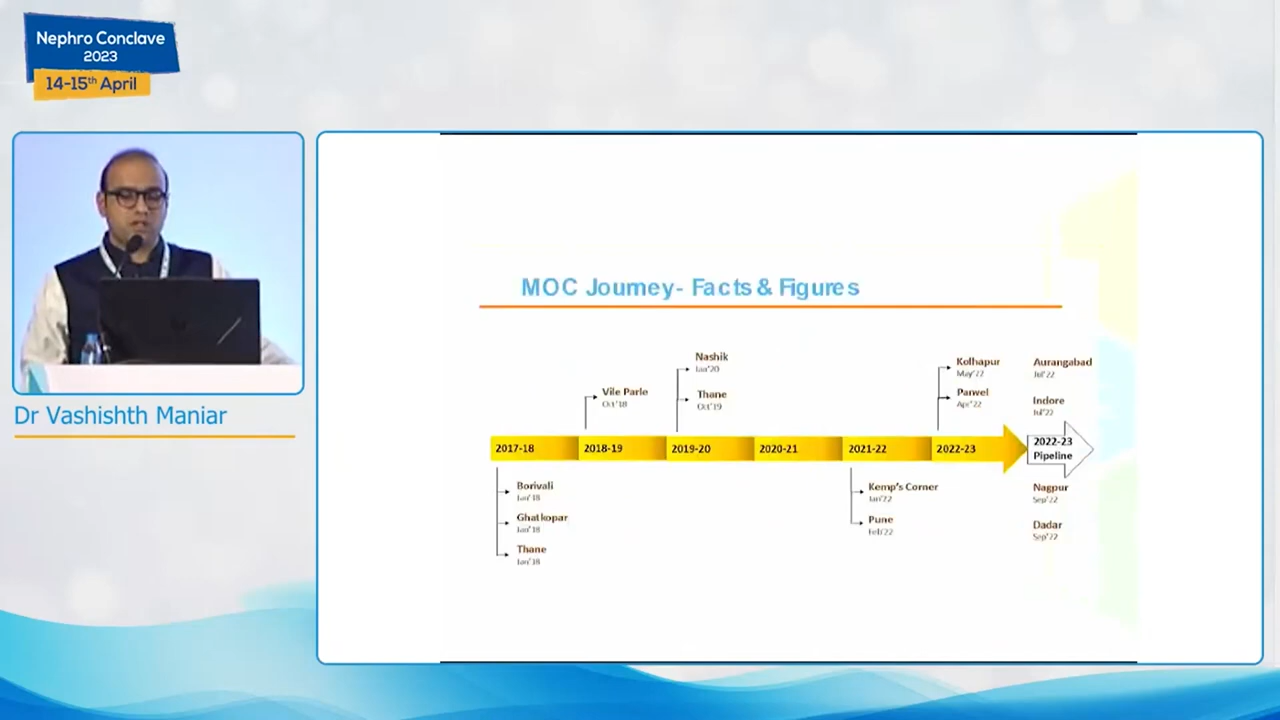 Nephro Conclave
2023
14-15th April
Dr Vashishth Maniar
MOC Journey- Facts & Figures
Nashik
Jan'20
Thane
Oct'19
Vile Parle
Oct'18
Kolhapur
May'22
Panvel
Apr'22
Aurangabad
Jul'22
Indore
Jul'22
2017-18
2018-19
2019-20
2020-21
2021-22
2022-23
2022-23
Pipeline
Borivali
Jan'18
Ghatkopar
Jan'18
Thane
Jan'18
Kemp's Corner
Jan'22
Pune
Feb'22
Nagpur
Sep'22
Dadar
Sep'22